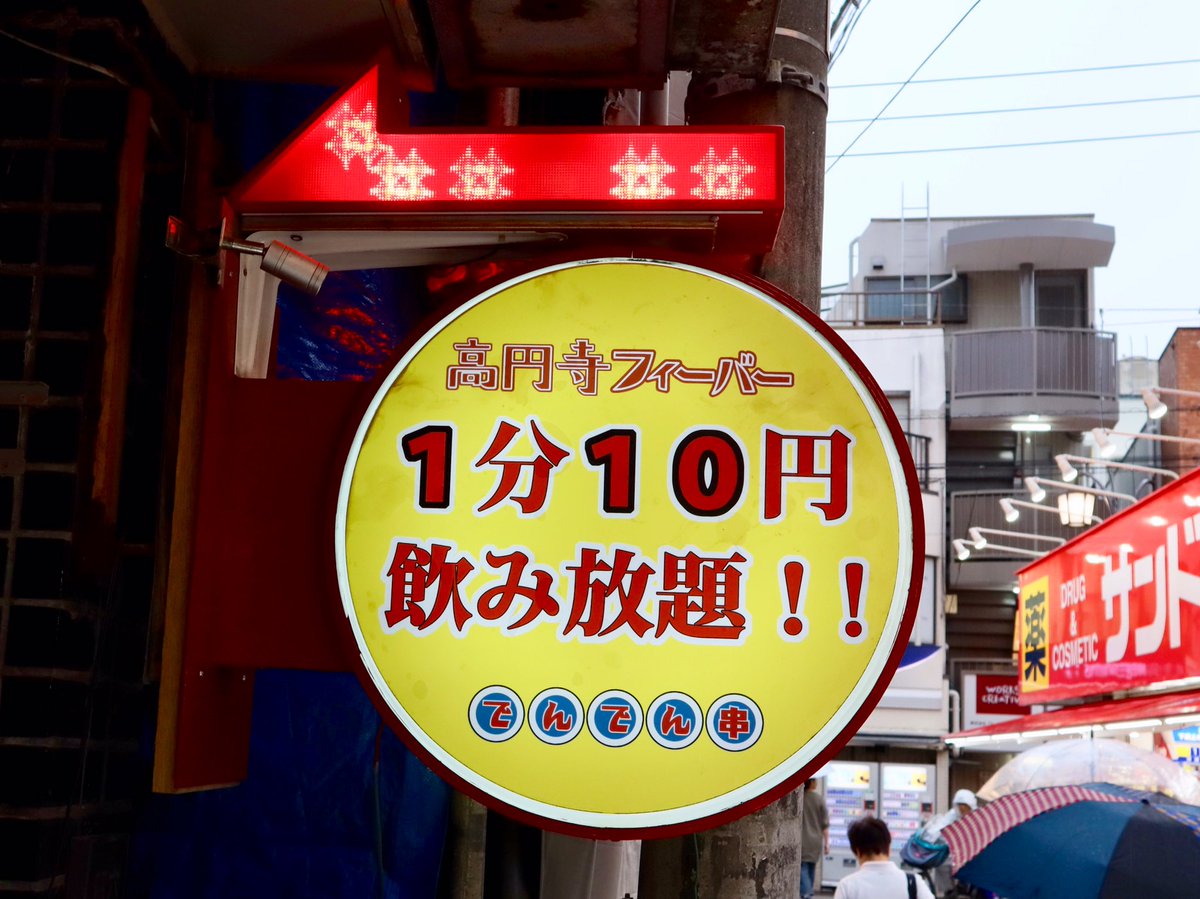 高円寺フィーバー
1分10円
飲み放題！！
でんでん串
薬
DRUG
&
COSMETIC
サンド
WORKS